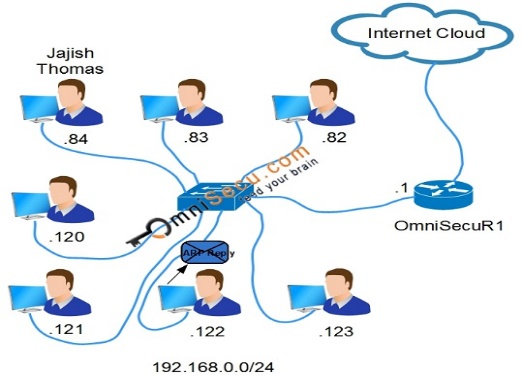 Internet Cloud
Jajish
Thomas
.84
.83
.82
OmniSecu.com
feed your brain
.1
OmniSecuR1
.120
ARP Reply
.121
.122
.123
192.168.0.0/24